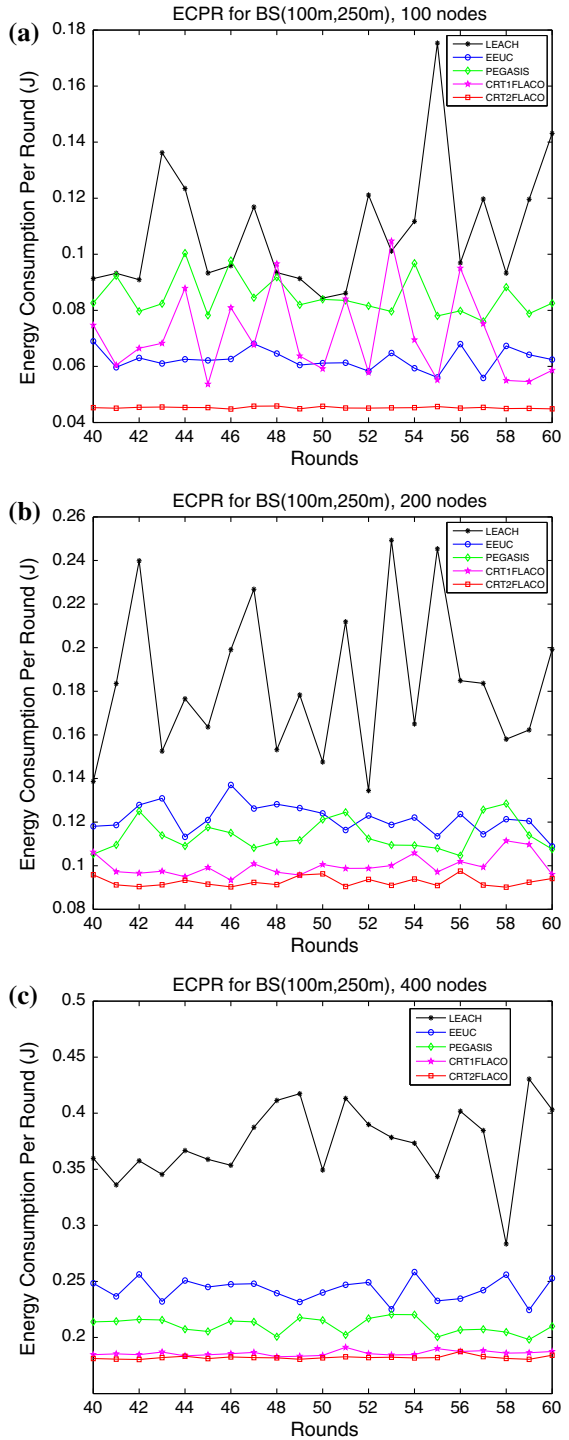 (a)
ECPR for BS(100m,250m), 100 nodes
0.18
0.16
0.14
0.12
0.1
0.08
0.06
0.04
Energy Consumption Per Round (J)
LEACH
EEUC
PEGASIS
CRT1FLACO
CRT2FLACO
40 42 44 46 48 50 52 54 56 58 60
Rounds
(b)
ECPR for BS(100m,250m), 200 nodes
0.26
0.24
0.22
0.2
0.18
0.16
0.14
0.12
0.1
0.08
Energy Consumption Per Round (J)
LEACH
EEUC
PEGASIS
CRT1FLACO
CRT2FLACO
40 42 44 46 48 50 52 54 56 58 60
Rounds
(c)
ECPR for BS(100m,250m), 400 nodes
0.5
0.45
0.4
0.35
0.3
0.25
0.2
Energy Consumption Per Round (J)
LEACH
EEUC
PEGASIS
CRT1FLACO
CRT2FLACO
40 42 44 46 48 50 52 54 56 58 60
Rounds